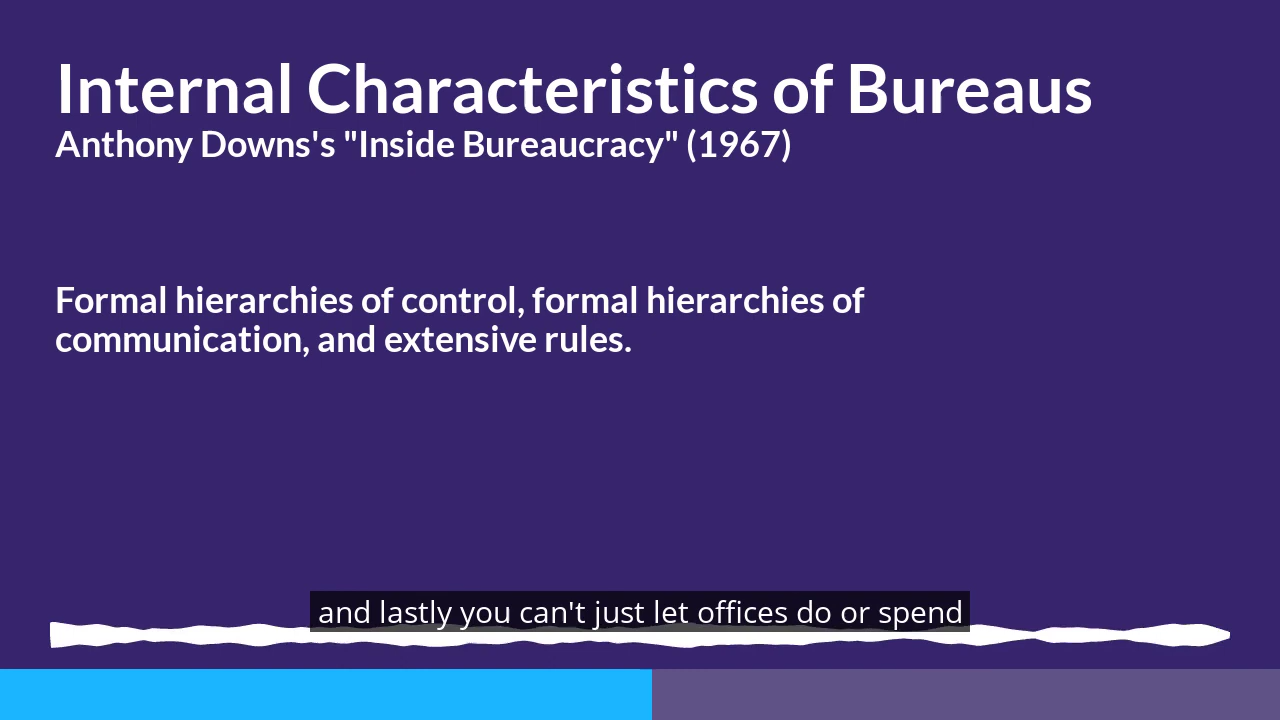 Internal Characteristics of Bureaus
Anthony Downs's "Inside Bureaucracy" (1967)
Formal hierarchies of control, formal hierarchies of
communication, and extensive rules.
and lastly you can't just let offices do or spend